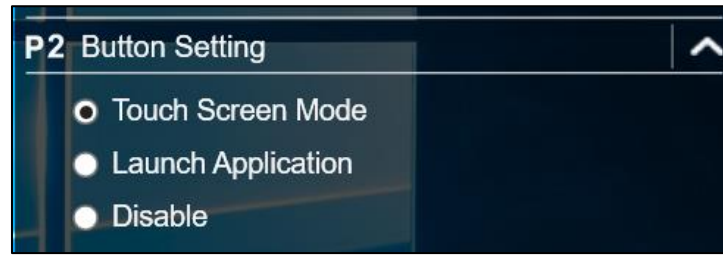 P2 Button Setting
Touch Screen Mode
Launch Application
Disable